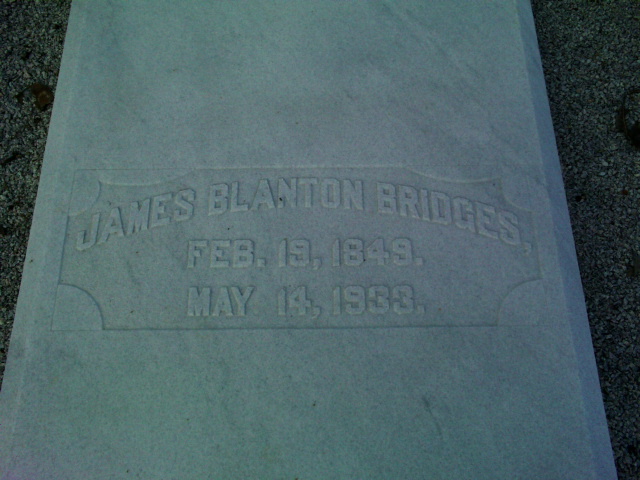 JAMES BLANTON BRIDGES,
FEB. 19, 1849.
MAY 14, 1933.